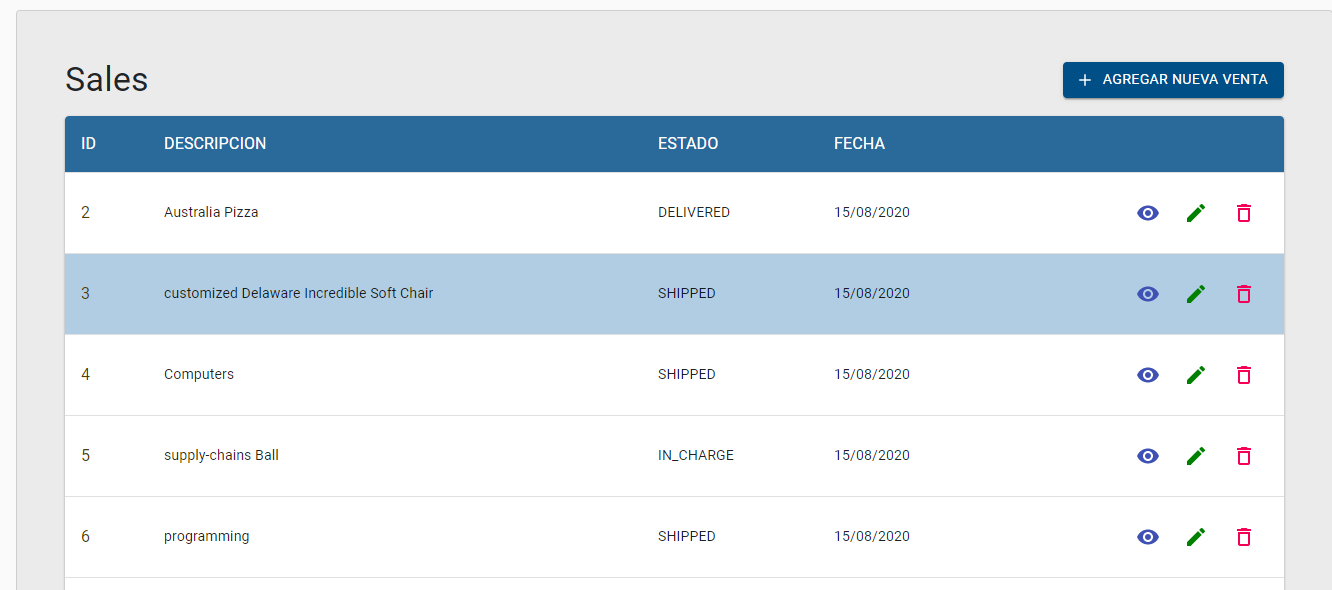 Sales
+ AGREGAR NUEVA VENTA
ID DESCRIPCION ESTADO FECHA
2 Australia Pizza DELIVERED 15/08/2020
3 customized Delaware Incredible Soft Chair SHIPPED 15/08/2020
4 Computers SHIPPED 15/08/2020
5 supply-chains Ball IN_CHARGE 15/08/2020
6 programming SHIPPED 15/08/2020